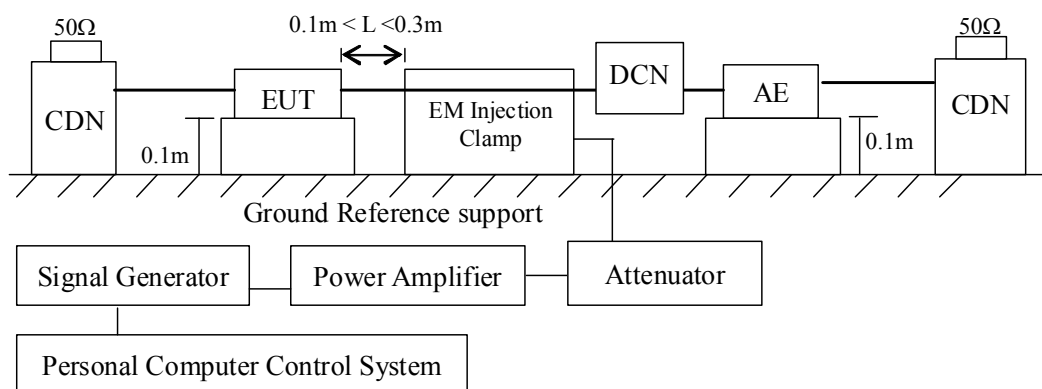 0.1m < L <0.3m
50Ω
50Ω
DCN
CDN
EUT
EM Injection
Clamp
AE
CDN
0.1m
0.1m
Ground Reference support
Signal Generator
Power Amplifier
Attenuator
Personal Computer Control System